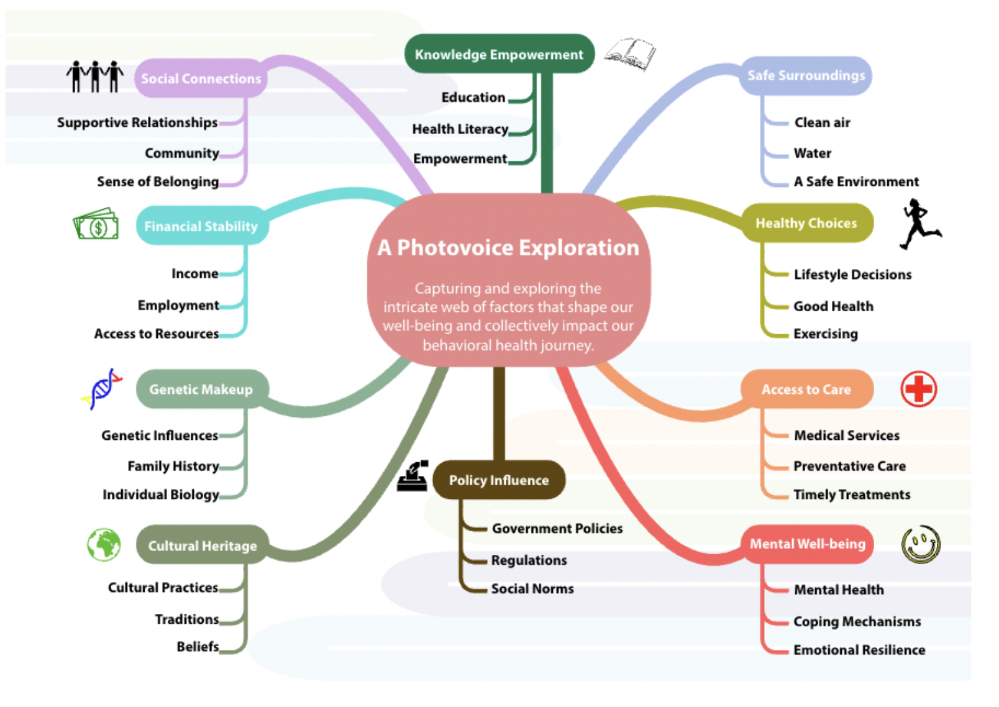 Knowledge Empowerment
Education
Health Literacy
Empowerment
Social Connections
Supportive Relationships
Community
Sense of Belonging
Safe Surroundings
Clean air
Water
A Safe Environment
Financial Stability
Income
Employment
Access to Resources
A Photovoice Exploration
Capturing and exploring the
intricate web of factors that shape our
well-being and collectively impact our
behavioral health journey.
Healthy Choices
Lifestyle Decisions
Good Health
Exercising
Genetic Makeup
Genetic Influences
Family History
Individual Biology
Access to Care
Medical Services
Preventative Care
Timely Treatments
Cultural Heritage
Cultural Practices
Traditions
Beliefs
Policy Influence
Government Policies
Regulations
Social Norms
Mental Well-being
Mental Health
Coping Mechanisms
Emotional Resilience